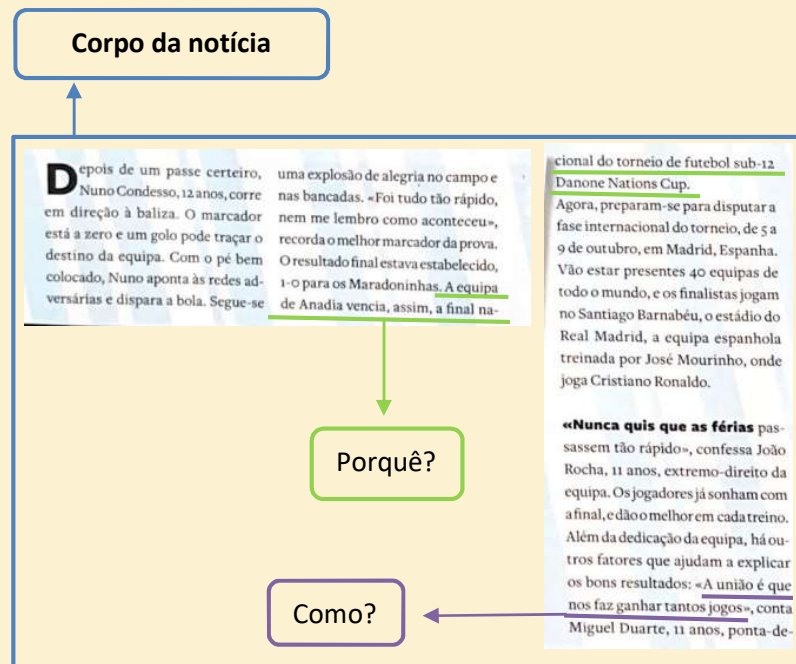 Corpo da notícia
Depois de um passe certeiro,
Nuno Condesso, 12 anos, corre
em direção à baliza. O marcador
está a zero e um golo pode traçar o
destino da equipa. Com o pé bem
colocado, Nuno aponta às redes ad-
versárias e dispara a bola. Segue-se
uma explosão de alegria no campo e
nas bancadas. «Foi tudo tão rápido,
nem me lembro como aconteceu»,
recorda o melhor marcador da prova.
O resultado final estava estabelecido,
1-0 para os Maradoninhas. A equipa
de Anadia vencia, assim, a final na-
cional do torneio de futebol sub-12
Danone Nations Cup.
Agora, preparam-se para disputar a
fase internacional do torneio, de 5 a
9 de outubro, em Madrid, Espanha.
Vão estar presentes 40 equipas de
todo o mundo, e os finalistas jogam
no Santiago Barnabéu, o estádio do
Real Madrid, a equipa espanhola
treinada por José Mourinho, onde
joga Cristiano Ronaldo.
«Nunca quis que as férias pas-
sassem tão rápido», confessa João
Rocha, 11 anos, extremo-direito da
equipa. Os jogadores já sonham com
a final, e dão o melhor em cada treino.
Além da dedicação da equipa, há ou-
tros fatores que ajudam a explicar
os bons resultados: «A união é que
nos faz ganhar tantos jogos», conta
Miguel Duarte, 11 anos, ponta-de-
Porquê?
Como?